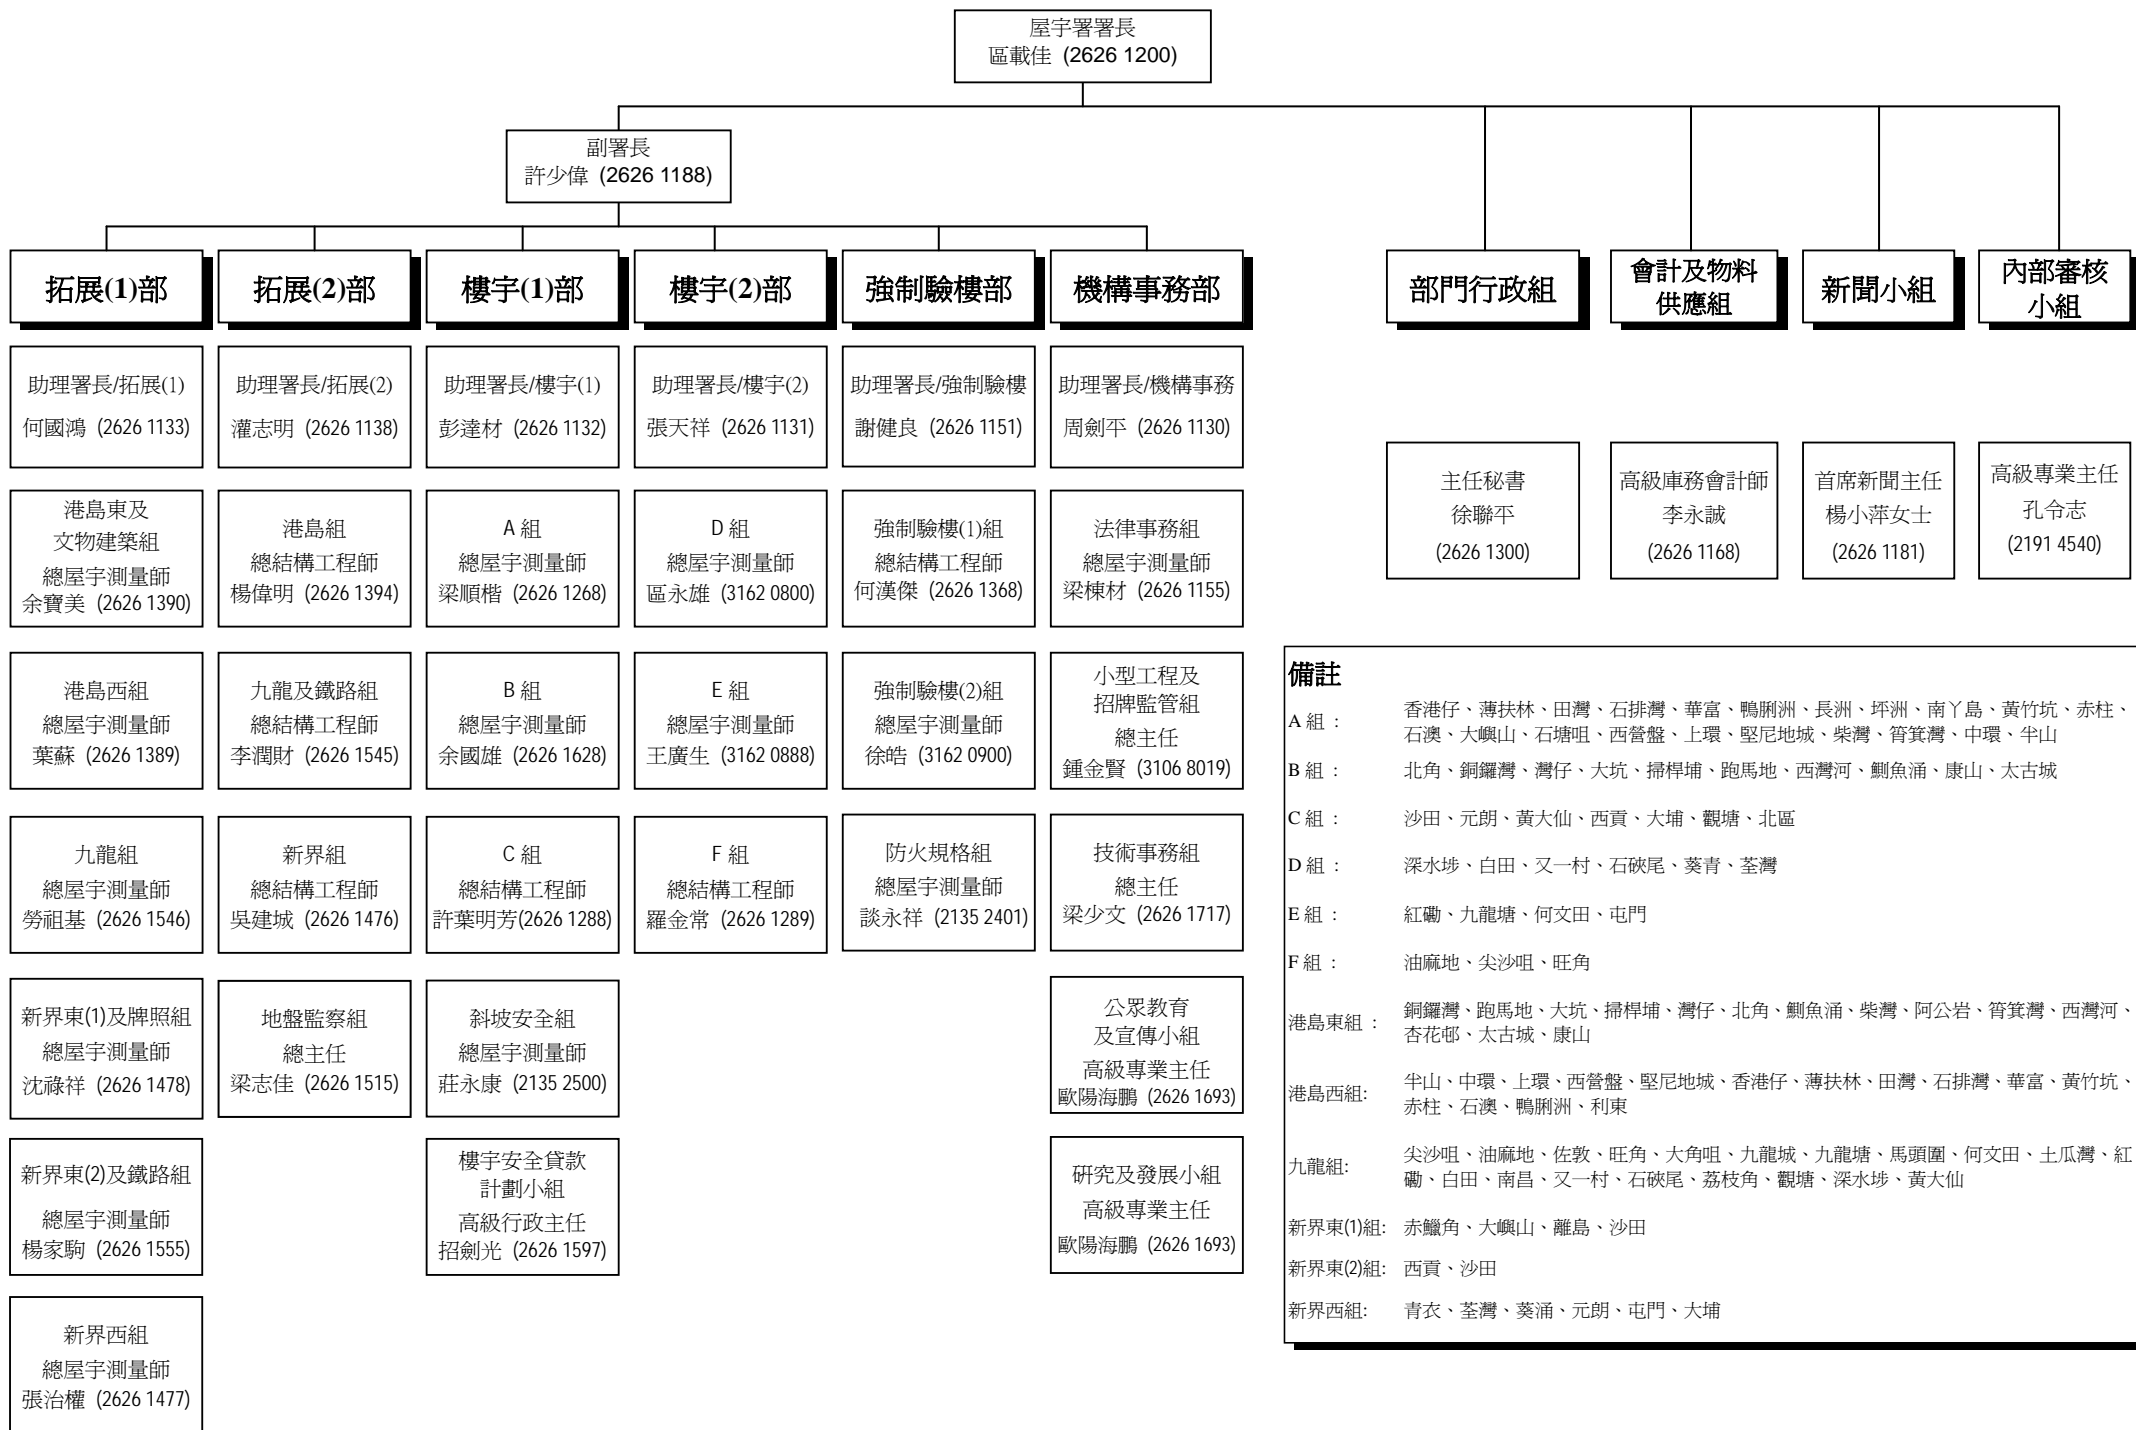 屋宇署署長
區載佳 (2626 1200)
副署長
許少偉 (2626 1188)
拓展(1)部
拓展(2)部
樓宇(1)部
樓宇(2)部
強制驗樓部
機構事務部
部門行政組
會計及物料
供應組
新聞小組
內部審核
小組
助理署長/拓展(1)
何國鴻 (2626 1133)
助理署長/拓展(2)
灌志明 (2626 1138)
助理署長/樓宇(1)
彭達材 (2626 1132)
助理署長/樓宇(2)
張天祥 (2626 1131)
助理署長/強制驗樓
謝健良 (2626 1151)
助理署長/機構事務
周劍平 (2626 1130)
主任秘書
徐聯平
(2626 1300)
高級庫務會計師
李永誠
(2626 1168)
首席新聞主任
楊小萍女士
(2626 1181)
高級專業主任
孔令志
(2191 4540)
港島東及
文物建築組
總屋宇測量師
余寶美 (2626 1390)
港島組
總結構工程師
楊偉明 (2626 1394)
A 組
總屋宇測量師
梁順楷 (2626 1268)
D 組
總屋宇測量師
區永雄 (3162 0800)
強制驗樓(1)組
總結構工程師
何漢傑 (2626 1368)
法律事務組
總屋宇測量師
梁棟材 (2626 1155)
港島西組
總屋宇測量師
葉蘇 (2626 1389)
九龍及鐵路組
總結構工程師
李潤財 (2626 1545)
B 組
總屋宇測量師
余國雄 (2626 1628)
E 組
總屋宇測量師
王廣生 (3162 0888)
強制驗樓(2)組
總屋宇測量師
徐皓 (3162 0900)
小型工程及
招牌監管組
總主任
鍾金賢 (3106 8019)
九龍組
總屋宇測量師
勞祖基 (2626 1546)
新界組
總結構工程師
吳建城 (2626 1476)
C 組
總結構工程師
許葉明芳(2626 1288)
F 組
總結構工程師
羅金常 (2626 1289)
防火規格組
總屋宇測量師
談永祥 (2135 2401)
技術事務組
總主任
梁少文 (2626 1717)
新界東(1)及牌照組
總屋宇測量師
沈祿祥 (2626 1478)
地盤監察組
總主任
梁志佳 (2626 1515)
斜坡安全組
總屋宇測量師
莊永康 (2135 2500)
公眾教育
及宣傳小組
高級專業主任
歐陽海鵬 (2626 1693)
新界東(2)及鐵路組
總屋宇測量師
楊家駒 (2626 1555)
樓宇安全貸款
計劃小組
高級行政主任
招劍光 (2626 1597)
研究及發展小組
高級專業主任
歐陽海鵬 (2626 1693)
新界西組
總屋宇測量師
張治權 (2626 1477)
備註
A 組： 香港仔、薄扶林、田灣、石排灣、華富、鴨脷洲、長洲、坪洲、南丫島、黃竹坑、赤柱、
石澳、大嶼山、石塘咀、西營盤、上環、堅尼地城、柴灣、筲箕灣、中環、半山
B 組： 北角、銅鑼灣、灣仔、大坑、掃桿埔、跑馬地、西灣河、鰂魚涌、康山、太古城
C 組： 沙田、元朗、黃大仙、西貢、大埔、觀塘、北區
D 組： 深水埗、白田、又一村、石硤尾、葵青、荃灣
E 組： 紅磡、九龍塘、何文田、屯門
F 組： 油麻地、尖沙咀、旺角
港島東組： 銅鑼灣、跑馬地、大坑、掃桿埔、灣仔、北角、鰂魚涌、柴灣、阿公岩、筲箕灣、西灣河、
杏花邨、太古城、康山
港島西組: 半山、中環、上環、西營盤、堅尼地城、香港仔、薄扶林、田灣、石排灣、華富、黃竹坑、
赤柱、石澳、鴨脷洲、利東
九龍組: 尖沙咀、油麻地、佐敦、旺角、大角咀、九龍城、九龍塘、馬頭圍、何文田、土瓜灣、紅
磡、白田、南昌、又一村、石硤尾、荔枝角、觀塘、深水埗、黃大仙
新界東(1)組: 赤鱲角、大嶼山、離島、沙田
新界東(2)組: 西貢、沙田
新界西組: 青衣、荃灣、葵涌、元朗、屯門、大埔